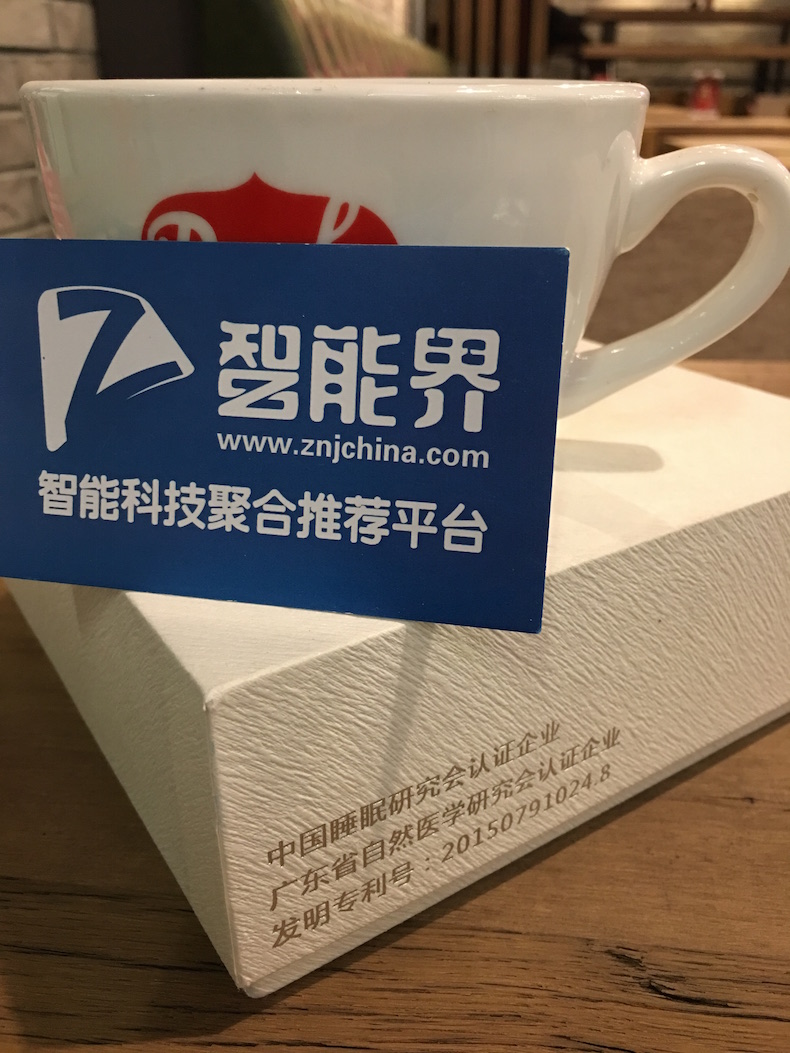 智能界
www.znjchina.com
智能科技聚合推荐平台
中国睡眠研究会认证企业
广东省自然医学研究会认证企业
发明专利号：20150791024.8